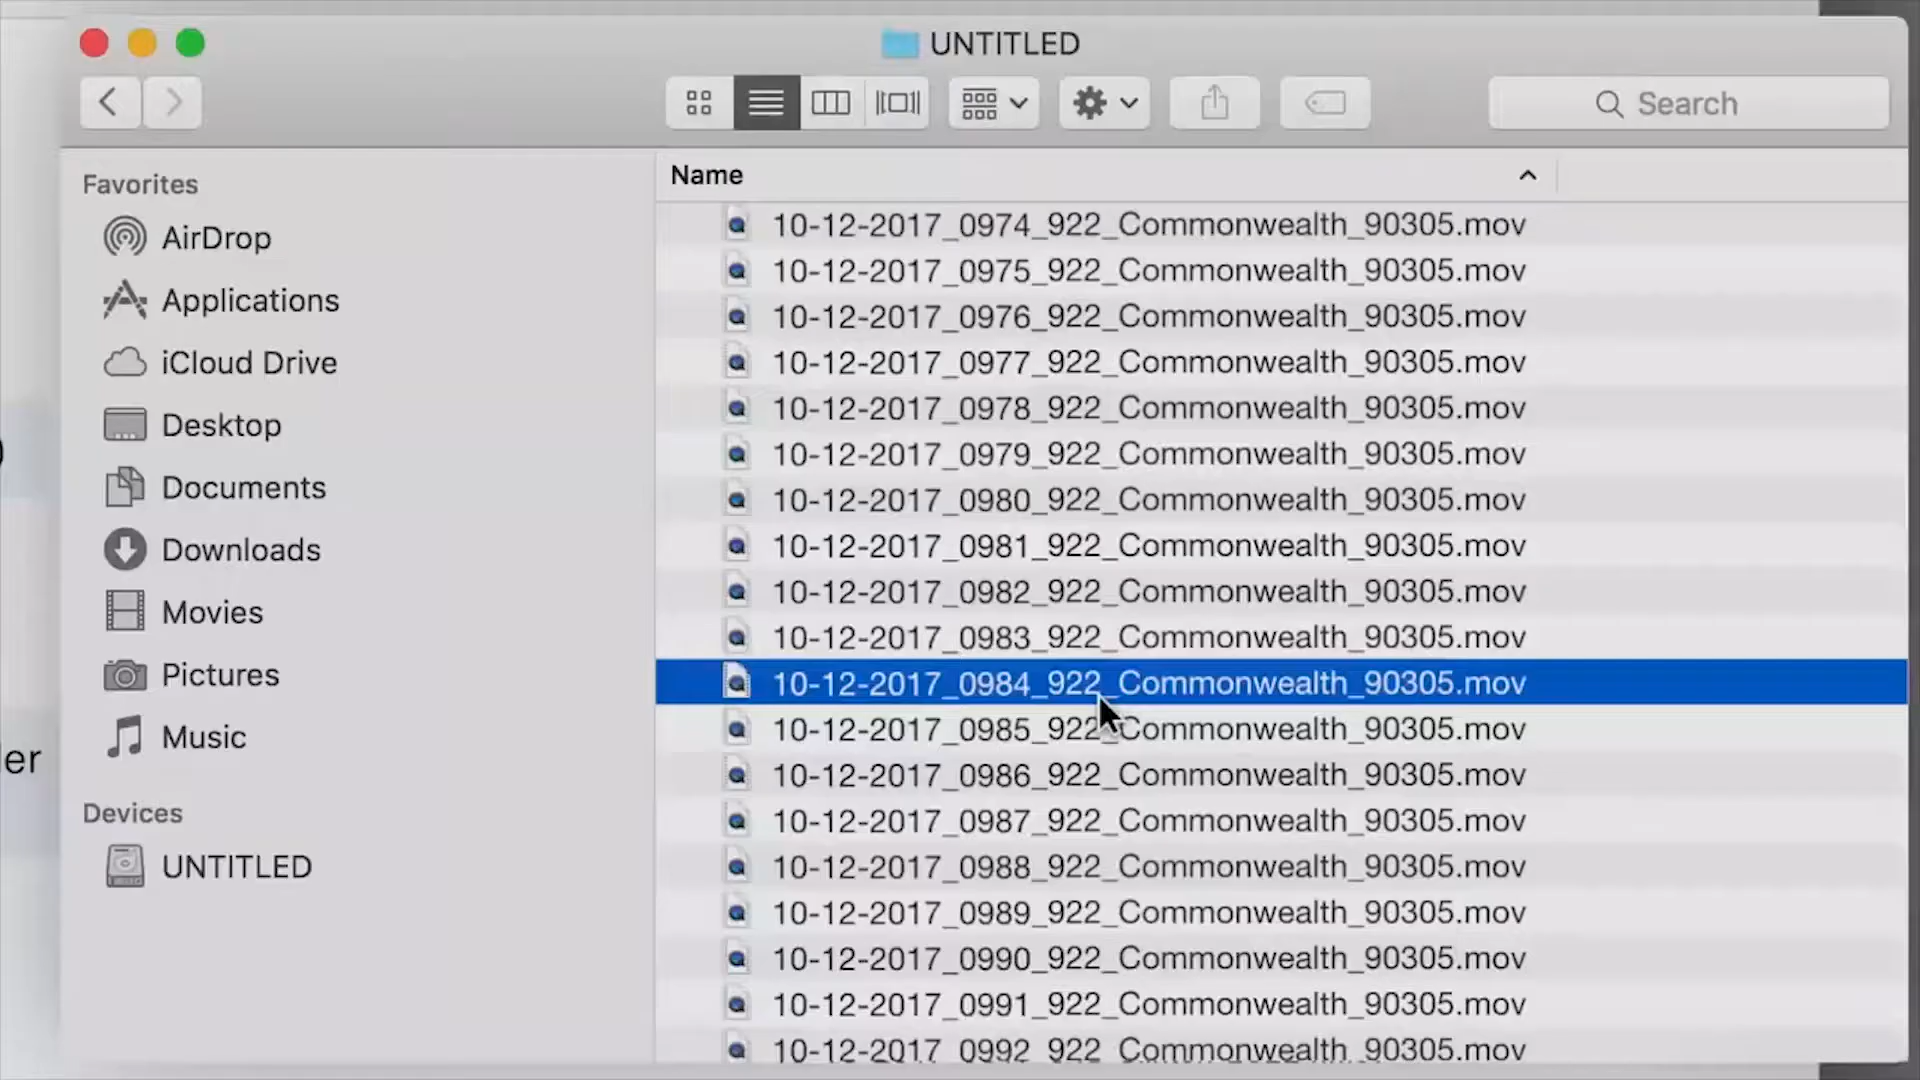 UNTITLED
Search
Favorites
AirDrop
Applications
iCloud Drive
Desktop
Documents
Downloads
Movies
Pictures
Music
Devices
UNTITLED
er
Name
10-12-2017_0974_922_Commonwealth_90305.mov
10-12-2017_0975_922_Commonwealth_90305.mov
10-12-2017_0976_922_Commonwealth_90305.mov
10-12-2017_0977_922_Commonwealth_90305.mov
10-12-2017_0978_922_Commonwealth_90305.mov
10-12-2017_0979_922_Commonwealth_90305.mov
10-12-2017_0980_922_Commonwealth_90305.mov
10-12-2017_0981_922_Commonwealth_90305.mov
10-12-2017_0982_922_Commonwealth_90305.mov
10-12-2017_0983_922_Commonwealth_90305.mov
10-12-2017_0984_922_Commonwealth_90305.mov
10-12-2017_0985_922_Commonwealth_90305.mov
10-12-2017_0986_922_Commonwealth_90305.mov
10-12-2017_0987_922_Commonwealth_90305.mov
10-12-2017_0988_922_Commonwealth_90305.mov
10-12-2017_0989_922_Commonwealth_90305.mov
10-12-2017_0990_922_Commonwealth_90305.mov
10-12-2017_0991_922_Commonwealth_90305.mov
10-12-2017_0992_922_Commonwealth_90305.mov